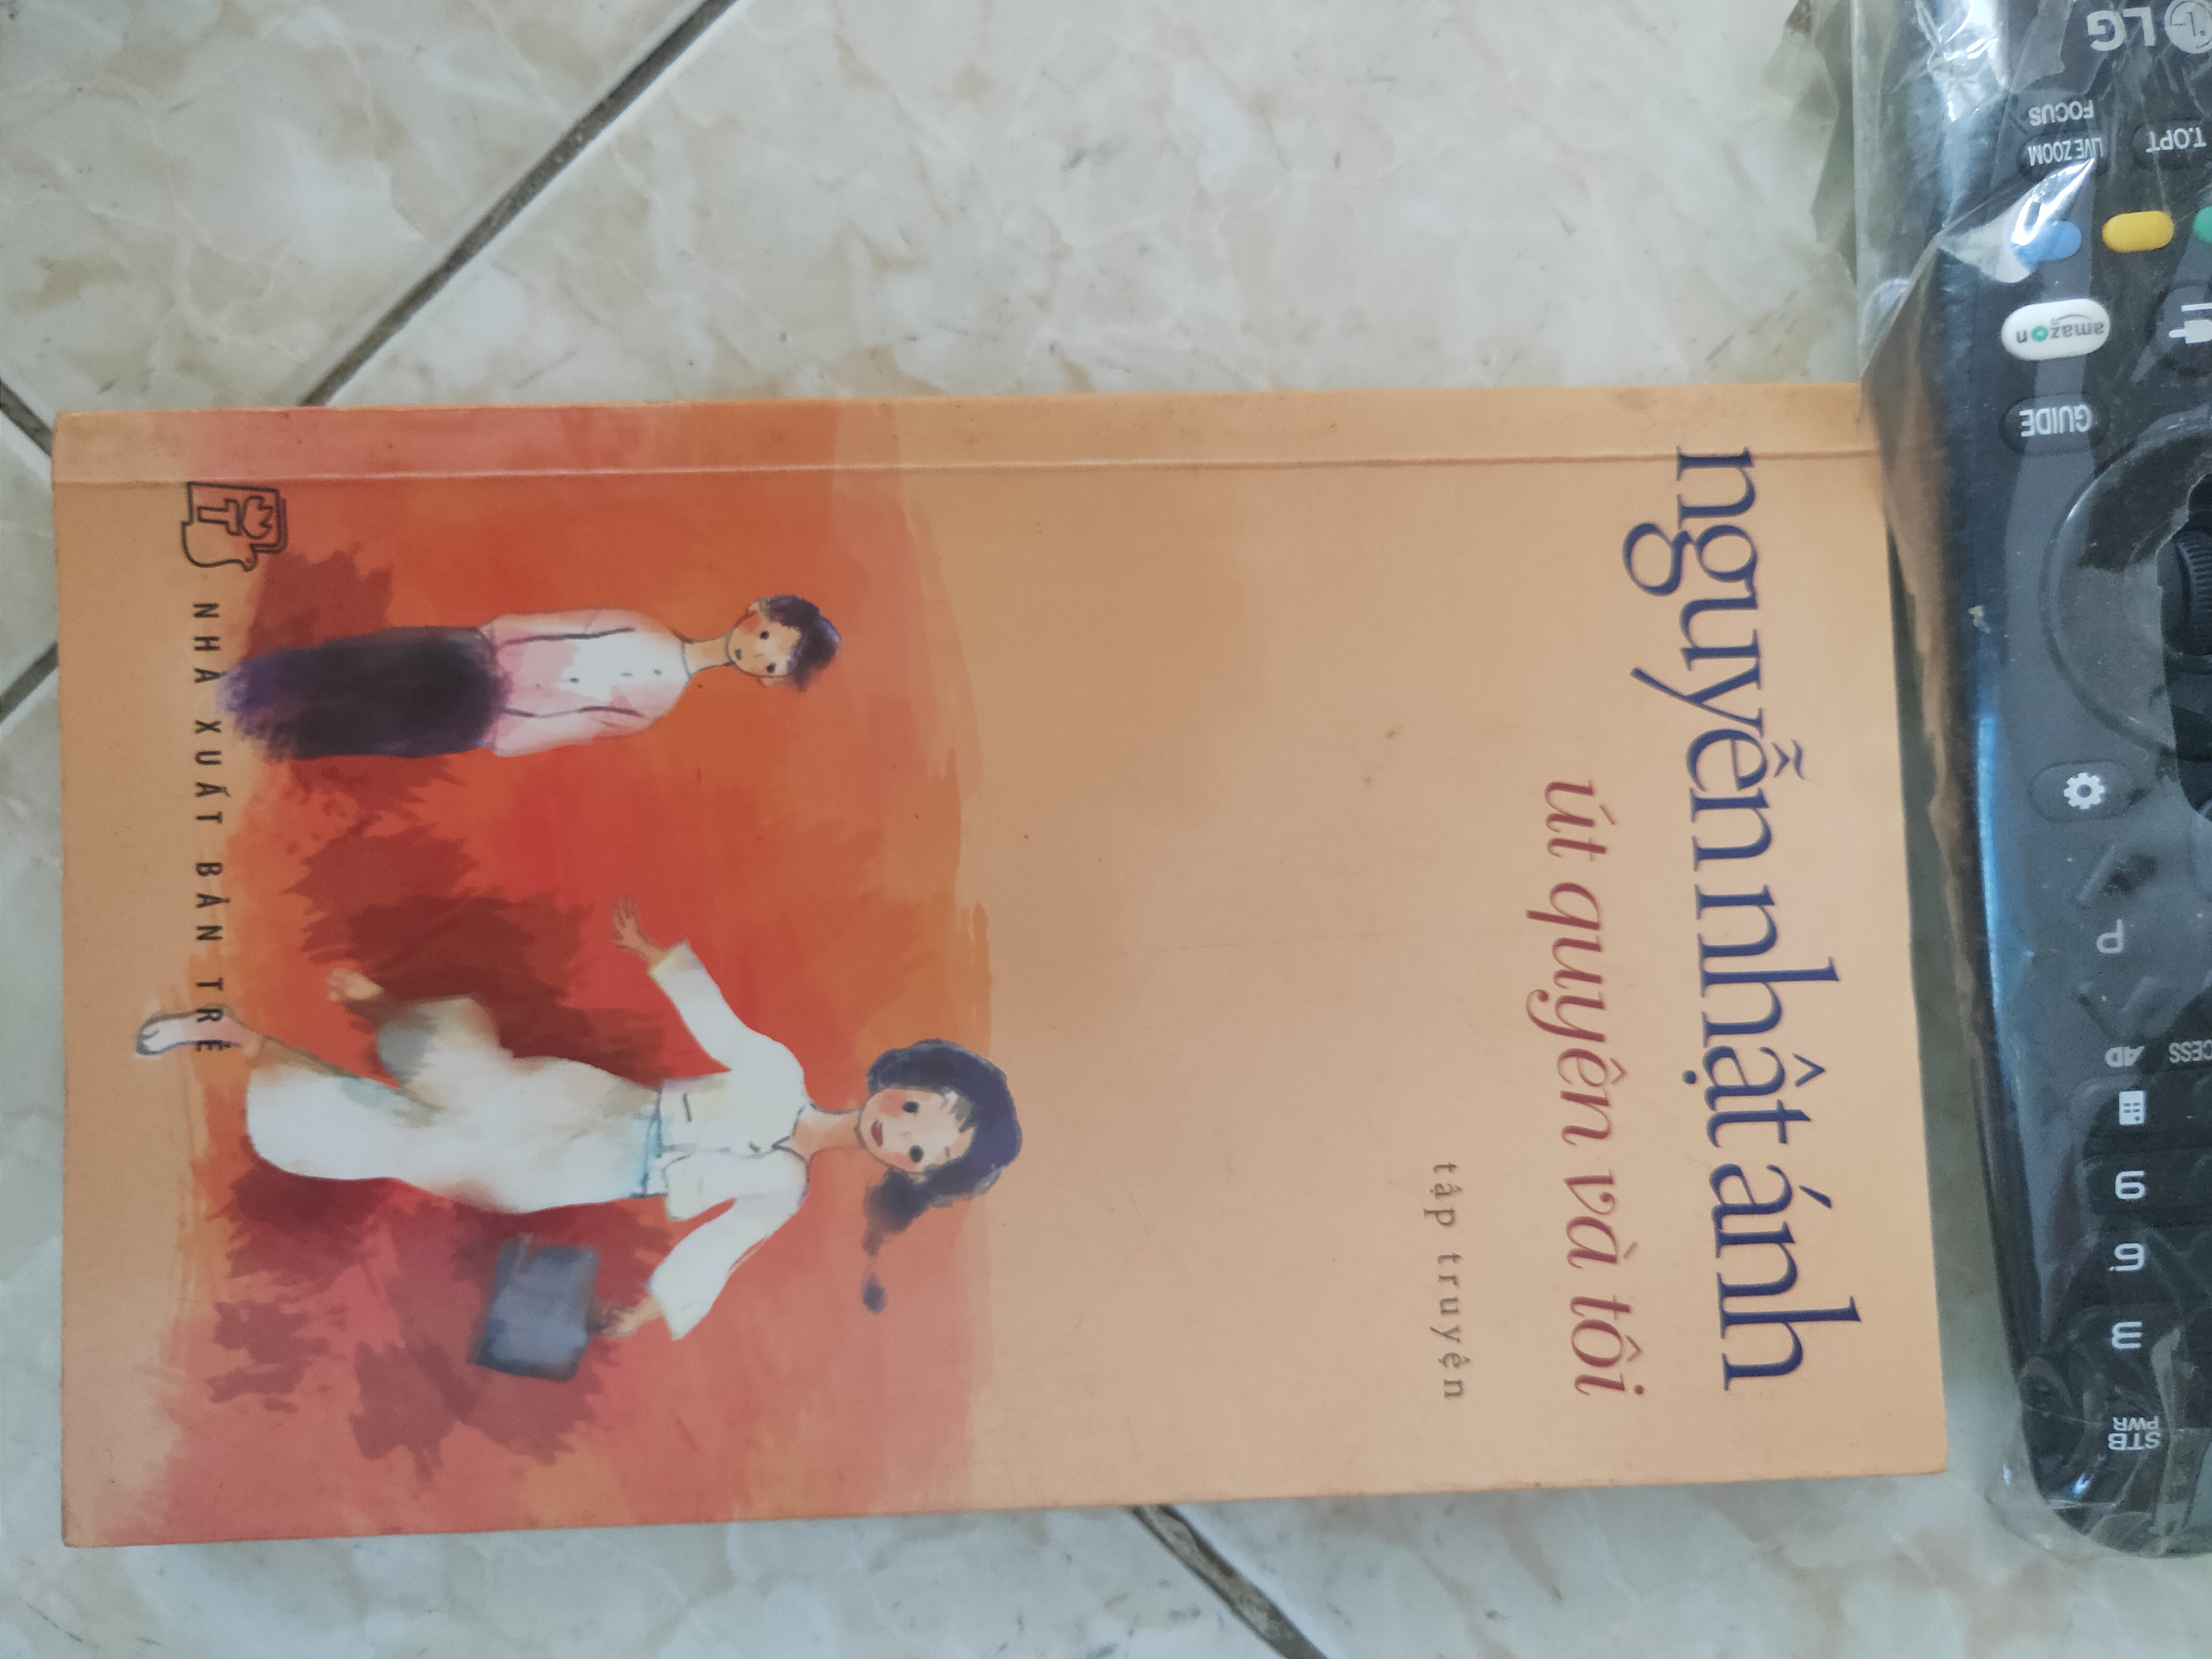 LG
T.OPT
LIVE ZOOM
FOCUS
amazon
GUIDE
P
AD
9
6
3
STB
PWR
nguyễn nhật ánh
út quyên và tôi
tập truyện
T
NHÀ XUẤT BẢN TRẺ